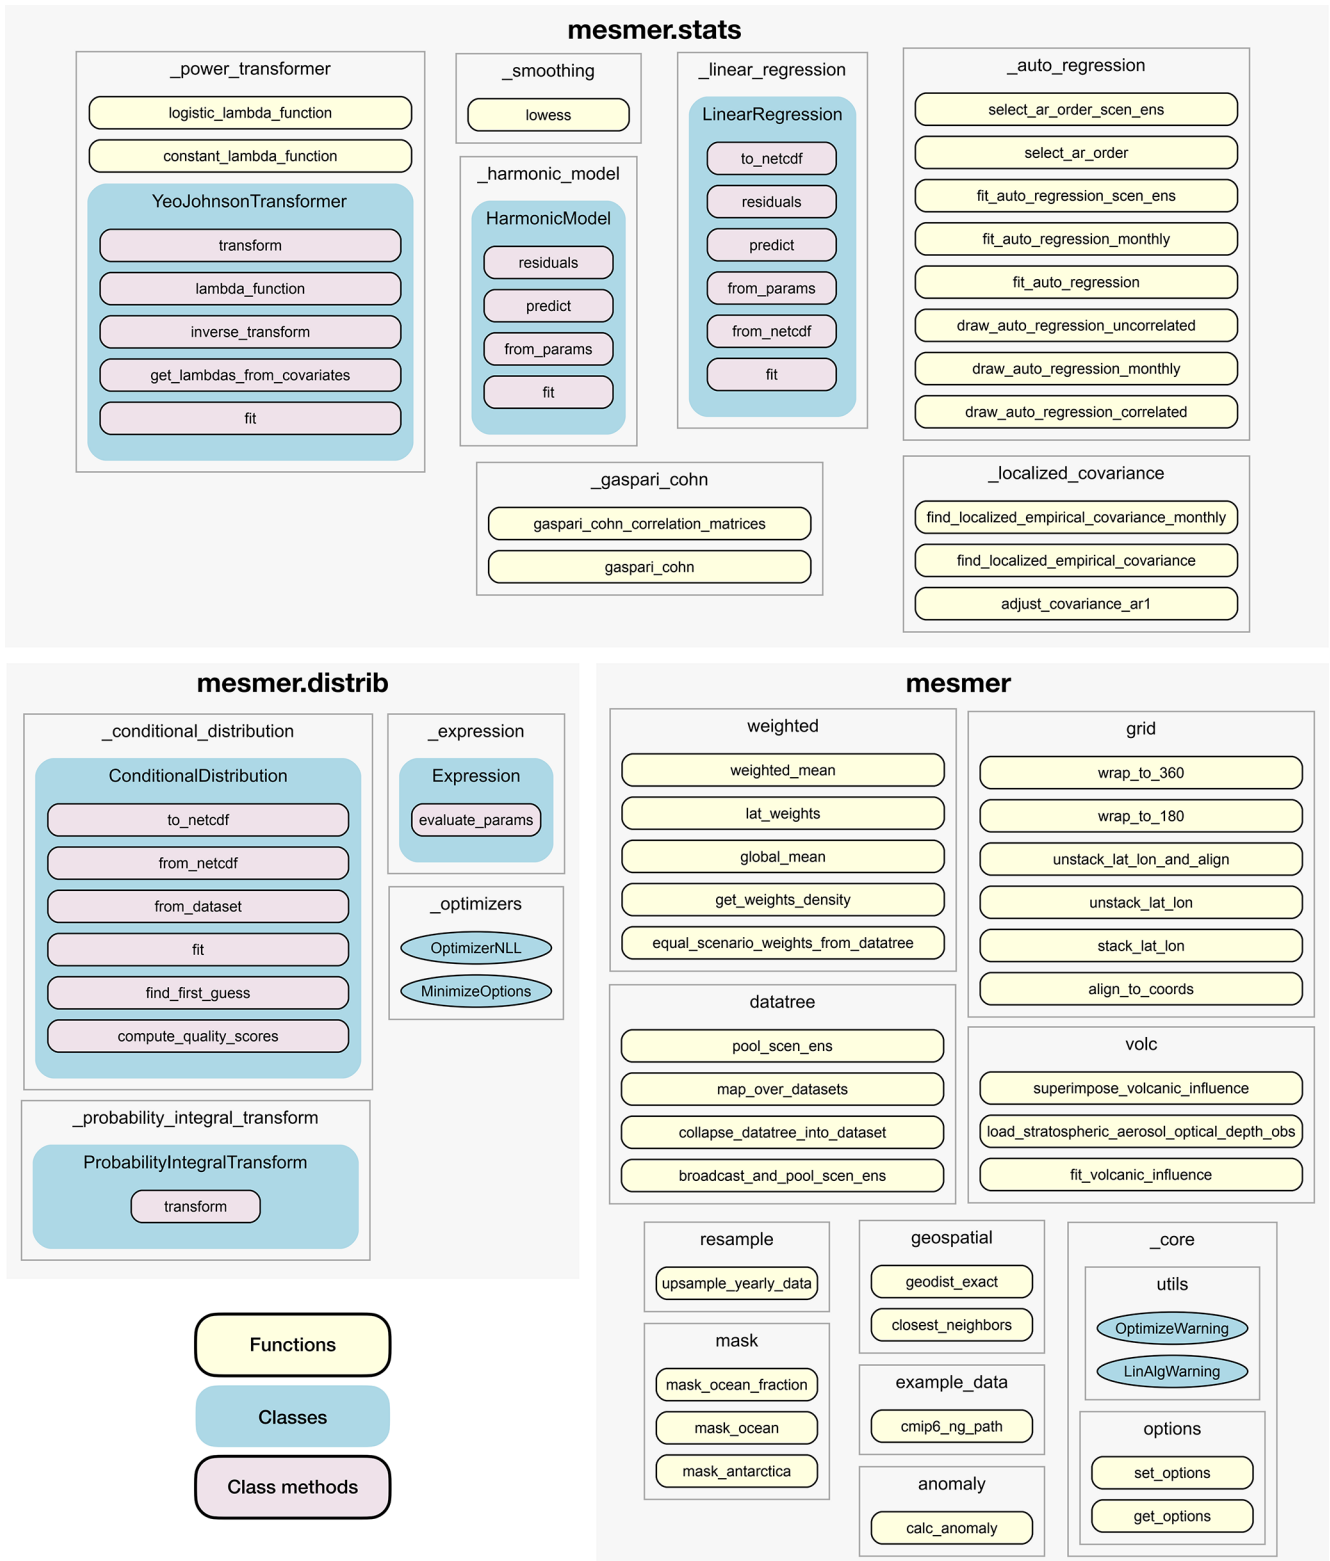 mesmer.stats
_power_transformer
logistic_lambda_function
constant_lambda_function
YeoJohnsonTransformer
transform
lambda_function
inverse_transform
get_lambdas_from_covariates
fit
_smoothing
lowess
_harmonic_model
HarmonicModel
residuals
predict
from_params
fit
_linear_regression
LinearRegression
to_netcdf
residuals
predict
from_params
from_netcdf
fit
_auto_regression
select_ar_order_scen_ens
select_ar_order
fit_auto_regression_scen_ens
fit_auto_regression_monthly
fit_auto_regression
draw_auto_regression_uncorrelated
draw_auto_regression_monthly
draw_auto_regression_correlated
_gaspari_cohn
gaspari_cohn_correlation_matrices
gaspari_cohn
_localized_covariance
find_localized_empirical_covariance_monthly
find_localized_empirical_covariance
adjust_covariance_ar1
mesmer.distrib
_conditional_distribution
ConditionalDistribution
to_netcdf
from_netcdf
from_dataset
fit
find_first_guess
compute_quality_scores
_expression
Expression
evaluate_params
_optimizers
OptimizerNLL
MinimizeOptions
_probability_integral_transform
ProbabilityIntegralTransform
transform
mesmer
weighted
weighted_mean
lat_weights
global_mean
get_weights_density
equal_scenario_weights_from_datatree
grid
wrap_to_360
wrap_to_180
unstack_lat_lon_and_align
unstack_lat_lon
stack_lat_lon
align_to_coords
datatree
pool_scen_ens
map_over_datasets
collapse_datatree_into_dataset
broadcast_and_pool_scen_ens
volc
superimpose_volcanic_influence
load_stratospheric_aerosol_optical_depth_obs
fit_volcanic_influence
resample
upsample_yearly_data
mask
mask_ocean_fraction
mask_ocean
mask_antarctica
geospatial
geodist_exact
closest_neighbors
example_data
cmip6_ng_path
anomaly
calc_anomaly
_core
utils
OptimizeWarning
LinAlgWarning
options
set_options
get_options
Functions
Classes
Class methods